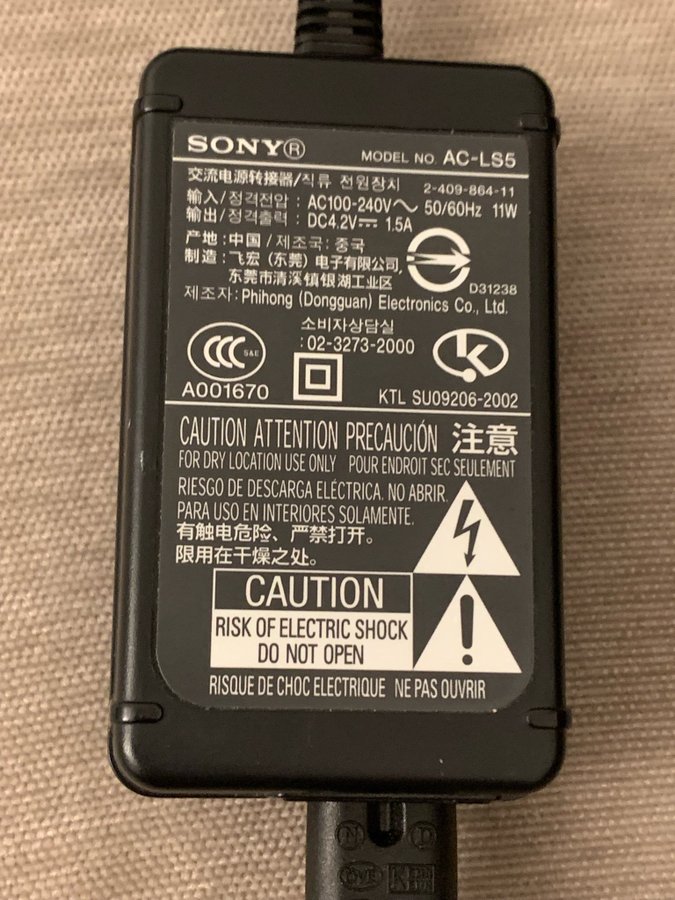 SONY®
MODEL NO. AC-LS5
交流电源转接器/직류 전원장치 2-409-864-11
输入/정격전압 : AC100-240V～ 50/60Hz 11W
输出/정격출력 : DC4.2V⎓ 1.5A
产地:中国/제조국: 중국
制造: 飞宏 (东莞) 电子有限公司,
东莞市清溪镇银湖工业区
D31238
제조자: Phihong (Dongguan) Electronics Co., Ltd.
소비자상담실
: 02-3273-2000
CCC S&E
A001670
KTL SU09206-2002
CAUTION ATTENTION PRECAUCIÓN 注意
FOR DRY LOCATION USE ONLY POUR ENDROIT SEC SEULEMENT
RIESGO DE DESCARGA ELÉCTRICA. NO ABRIR.
PARA USO EN INTERIORES SOLAMENTE.
有触电危险、严禁打开。
限用在干燥之处。
CAUTION
RISK OF ELECTRIC SHOCK
DO NOT OPEN
!
RISQUE DE CHOC ELECTRIQUE NE PAS OUVRIR
N